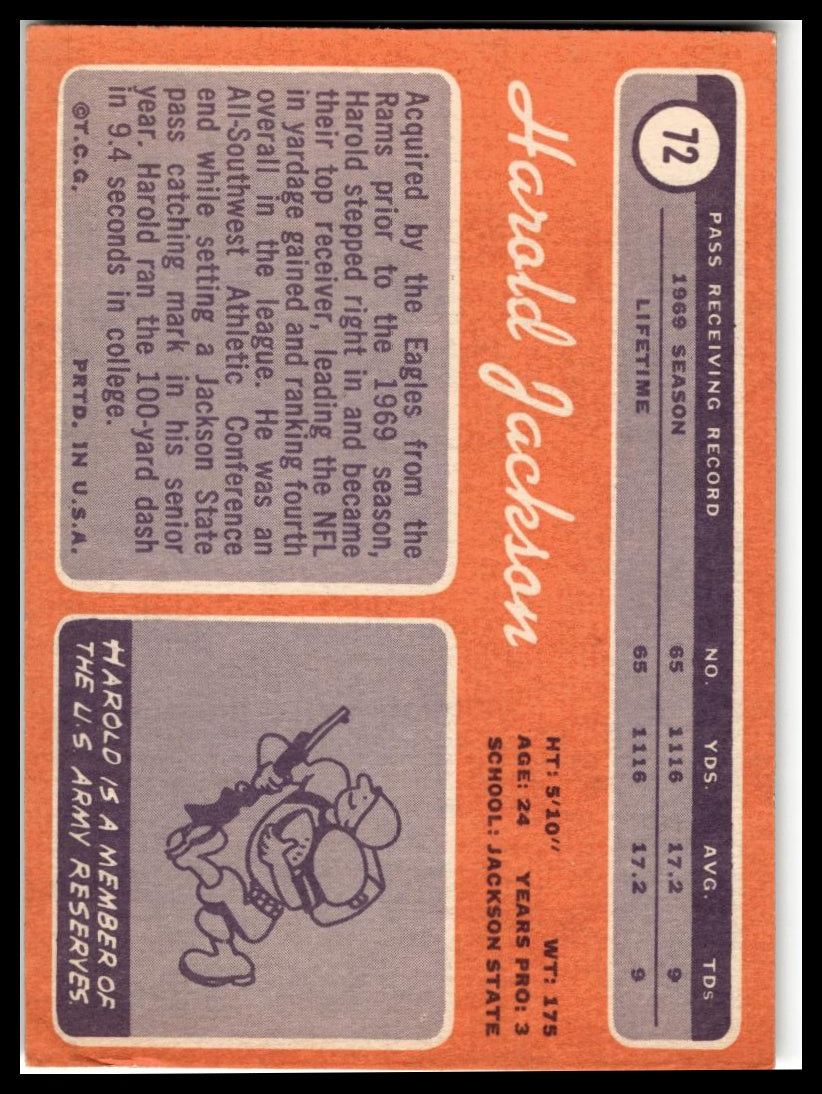 72
PASS RECEIVING RECORD NO. YDS. AVG. TDs
1969 SEASON 65 1116 17.2 9
LIFETIME 65 1116 17.2 9
Harold Jackson
HT: 5'10" WT: 175
AGE: 24 YEARS PRO: 3
SCHOOL: JACKSON STATE
Acquired by the Eagles from the
Rams prior to the 1969 season,
Harold stepped right in and became
their top receiver, leading the NFL
in yardage gained and ranking fourth
overall in the league. He was an
All-Southwest Athletic Conference
end while setting a Jackson State
pass catching mark in his senior
year. Harold ran the 100-yard dash
in 9.4 seconds in college.
©T.C.G. PRTD. IN U.S.A.
HAROLD IS A MEMBER OF
THE U.S ARMY RESERVES.